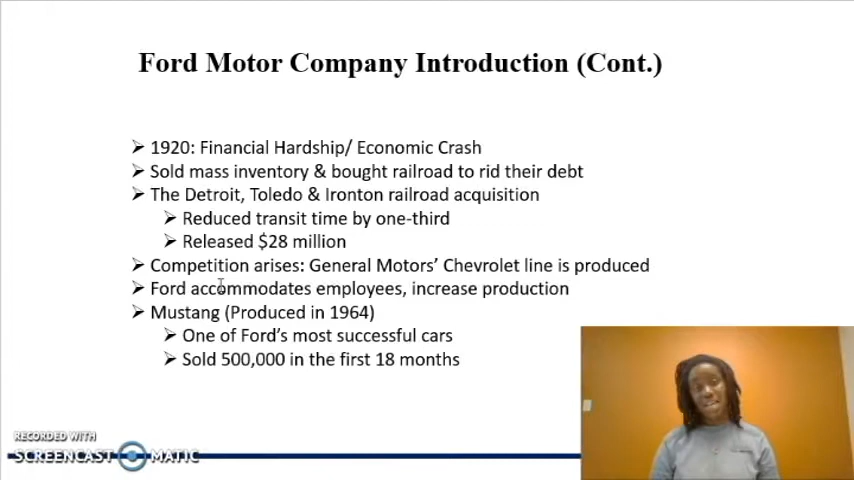 Ford Motor Company Introduction (Cont.)
➢ 1920: Financial Hardship/ Economic Crash
➢ Sold mass inventory & bought railroad to rid their debt
➢ The Detroit, Toledo & Ironton railroad acquisition
➢ Reduced transit time by one-third
➢ Released $28 million
➢ Competition arises: General Motors’ Chevrolet line is produced
➢ Ford accommodates employees, increase production
➢ Mustang (Produced in 1964)
➢ One of Ford’s most successful cars
➢ Sold 500,000 in the first 18 months
RECORDED WITH
SCREENCAST MATIC